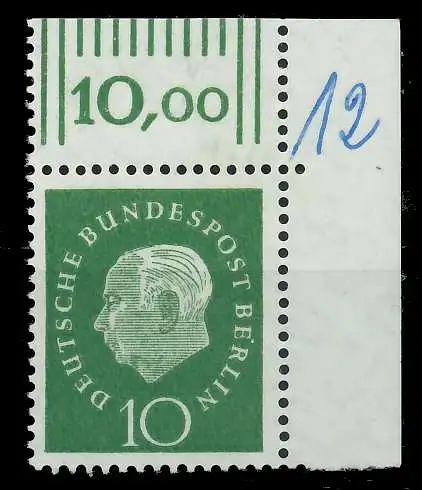 10,00
12
DEUTSCHE BUNDESPOST BERLIN
10